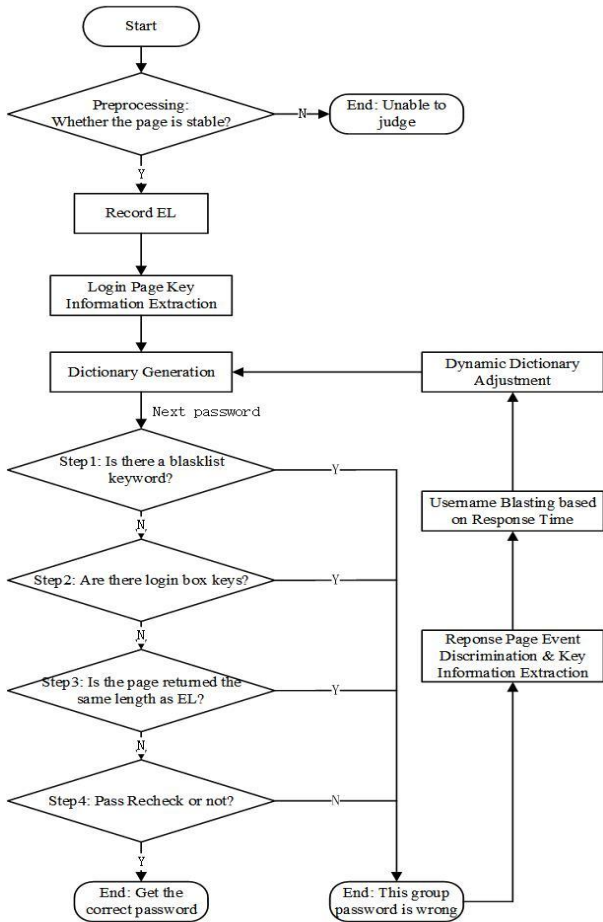 Start
Preprocessing:
Whether the page is stable?
N
End: Unable to
judge
Y
Record EL
Login Page Key
Information Extraction
Dictionary Generation
Dynamic Dictionary
Adjustment
Next password
Step1: Is there a blasklist
keyword?
Y
N
Username Blasting based
on Response Time
Step2: Are there login box keys?
Y
N
Reponse Page Event
Discrimination & Key
Information Extraction
Step3: Is the page returned the
same length as EL?
Y
N
Step4: Pass Recheck or not?
N
Y
End: Get the
correct password
End: This group
password is wrong